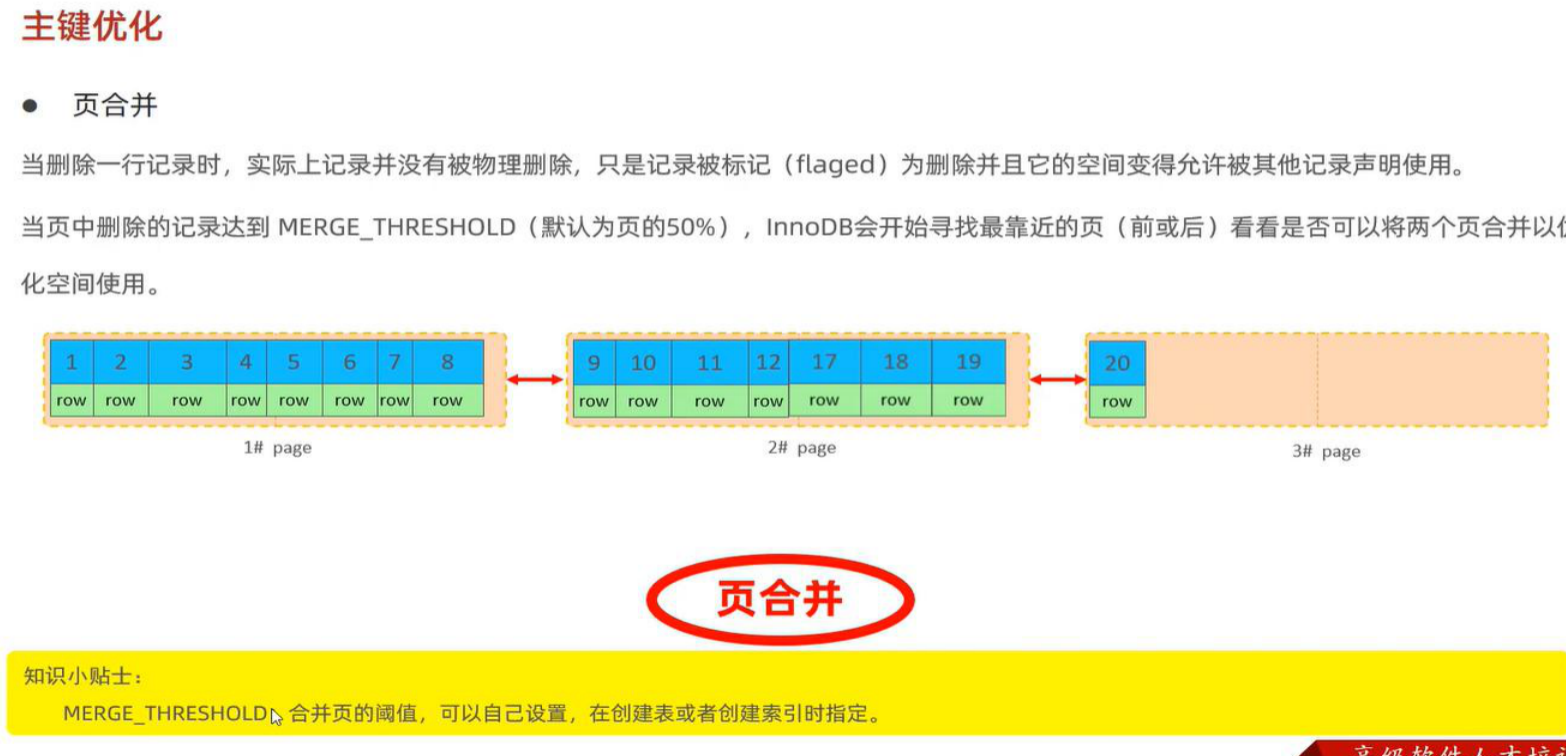 主键优化
● 页合并
当删除一行记录时，实际上记录并没有被物理删除，只是记录被标记（flaged）为删除并且它的空间变得允许被其他记录声明使用。
当页中删除的记录达到 MERGE_THRESHOLD（默认为页的50%），InnoDB会开始寻找最靠近的页（前或后）看看是否可以将两个页合并以优
化空间使用。
1 2 3 4 5 6 7 8 9 10 11 12 17 18 19 20
row row row row row row row row row row row row row row row row
1# page 2# page 3# page
页合并
知识小贴士：
MERGE_THRESHOLD：合并页的阈值，可以自己设置，在创建表或者创建索引时指定。
高级软件人才培